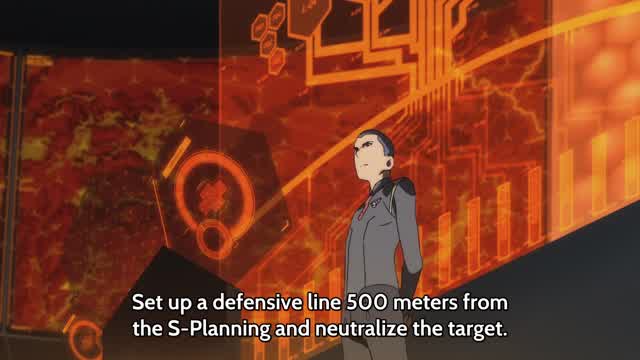 Set up a defensive line 500 meters from
the S-Planning and neutralize the target.